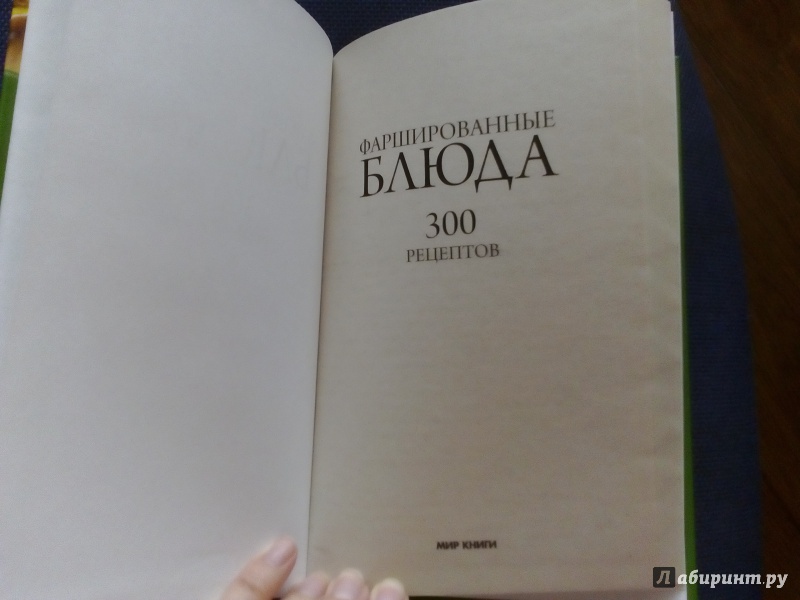 ФАРШИРОВАННЫЕ
БЛЮДА
300
РЕЦЕПТОВ
МИР КНИГИ
Лабиринт.ру